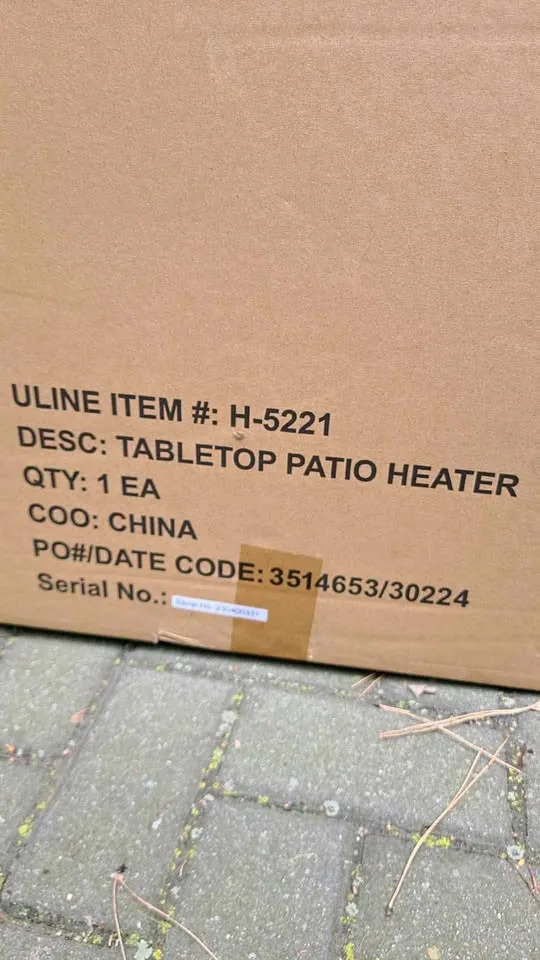 ULINE ITEM #: H-5221
DESC: TABLETOP PATIO HEATER
QTY: 1 EA
COO: CHINA
PO#/DATE CODE: 3514653/30224
Serial No.: